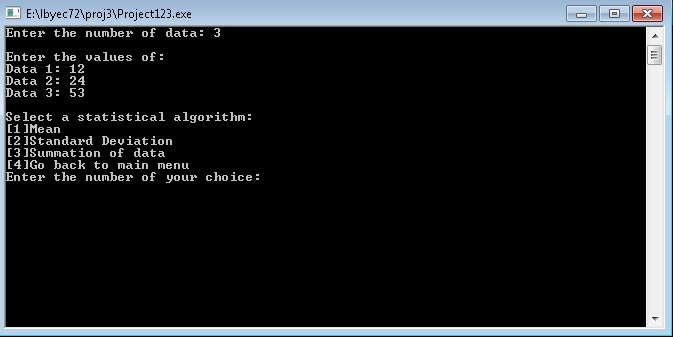 E:\lbyec72\proj3\Project123.exe
Enter the number of data: 3
Enter the values of:
Data 1: 12
Data 2: 24
Data 3: 53
Select a statistical algorithm:
[1]Mean
[2]Standard Deviation
[3]Summation of data
[4]Go back to main menu
Enter the number of your choice: